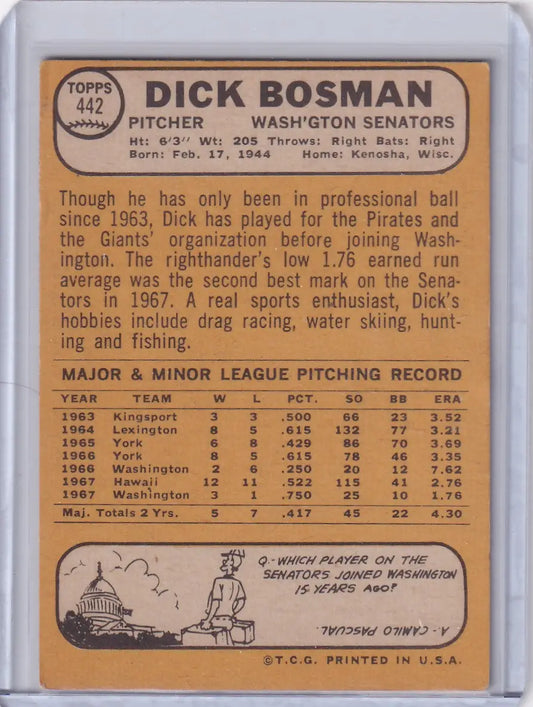 TOPPS
442
DICK BOSMAN
PITCHER WASH'GTON SENATORS
Ht: 6'3" Wt: 205 Throws: Right Bats: Right
Born: Feb. 17, 1944 Home: Kenosha, Wisc.
Though he has only been in professional ball
since 1963, Dick has played for the Pirates and
the Giants' organization before joining Wash-
ington. The righthander's low 1.76 earned run
average was the second best mark on the Sena-
tors in 1967. A real sports enthusiast, Dick's
hobbies include drag racing, water skiing, hunt-
ing and fishing.
MAJOR & MINOR LEAGUE PITCHING RECORD
YEAR TEAM W L PCT. SO BB ERA
1963 Kingsport 3 3 .500 66 23 3.52
1964 Lexington 8 5 .615 132 77 3.21
1965 York 6 8 .429 86 70 3.69
1966 York 8 5 .615 78 46 3.35
1966 Washington 2 6 .250 20 12 7.62
1967 Hawaii 12 11 .522 115 41 2.76
1967 Washington 3 1 .750 25 10 1.76
Maj. Totals 2 Yrs. 5 7 .417 45 22 4.30
Q.-WHICH PLAYER ON THE
SENATORS JOINED WASHINGTON
15 YEARS AGO?
A. CAMILO PASCUAL
©T.C.G. PRINTED IN U.S.A.